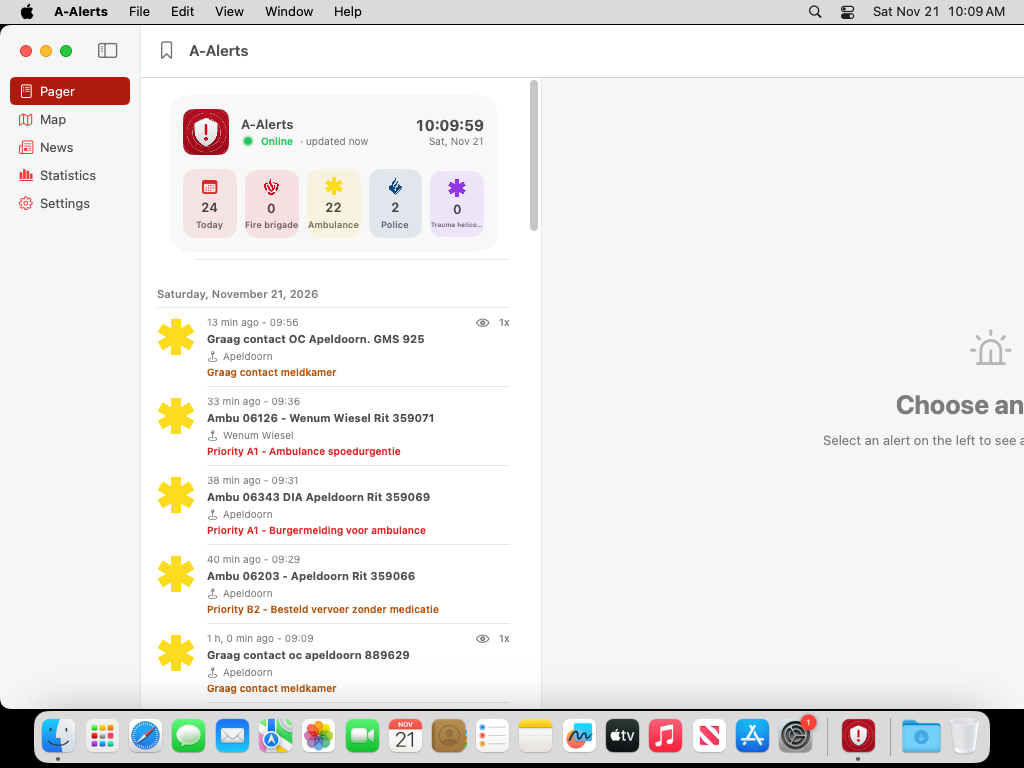 A-Alerts File Edit View Window Help Sat Nov 21 10:09 AM
A-Alerts
Pager
Map
News
Statistics
Settings
A-Alerts 10:09:59
Online · updated now Sat, Nov 21
24 0 22 2 0
Today Fire brigade Ambulance Police Trauma helico...
Saturday, November 21, 2026
13 min ago - 09:56 1x
Graag contact OC Apeldoorn. GMS 925
Apeldoorn
Graag contact meldkamer
33 min ago - 09:36
Ambu 06126 - Wenum Wiesel Rit 359071
Wenum Wiesel
Priority A1 - Ambulance spoedurgentie
38 min ago - 09:31
Ambu 06343 DIA Apeldoorn Rit 359069
Apeldoorn
Priority A1 - Burgermelding voor ambulance
40 min ago - 09:29
Ambu 06203 - Apeldoorn Rit 359066
Apeldoorn
Priority B2 - Besteld vervoer zonder medicatie
1 h, 0 min ago - 09:09 1x
Graag contact oc apeldoorn 889629
Apeldoorn
Graag contact meldkamer
Choose an
Select an alert on the left to see a
NOV
21
tv
1